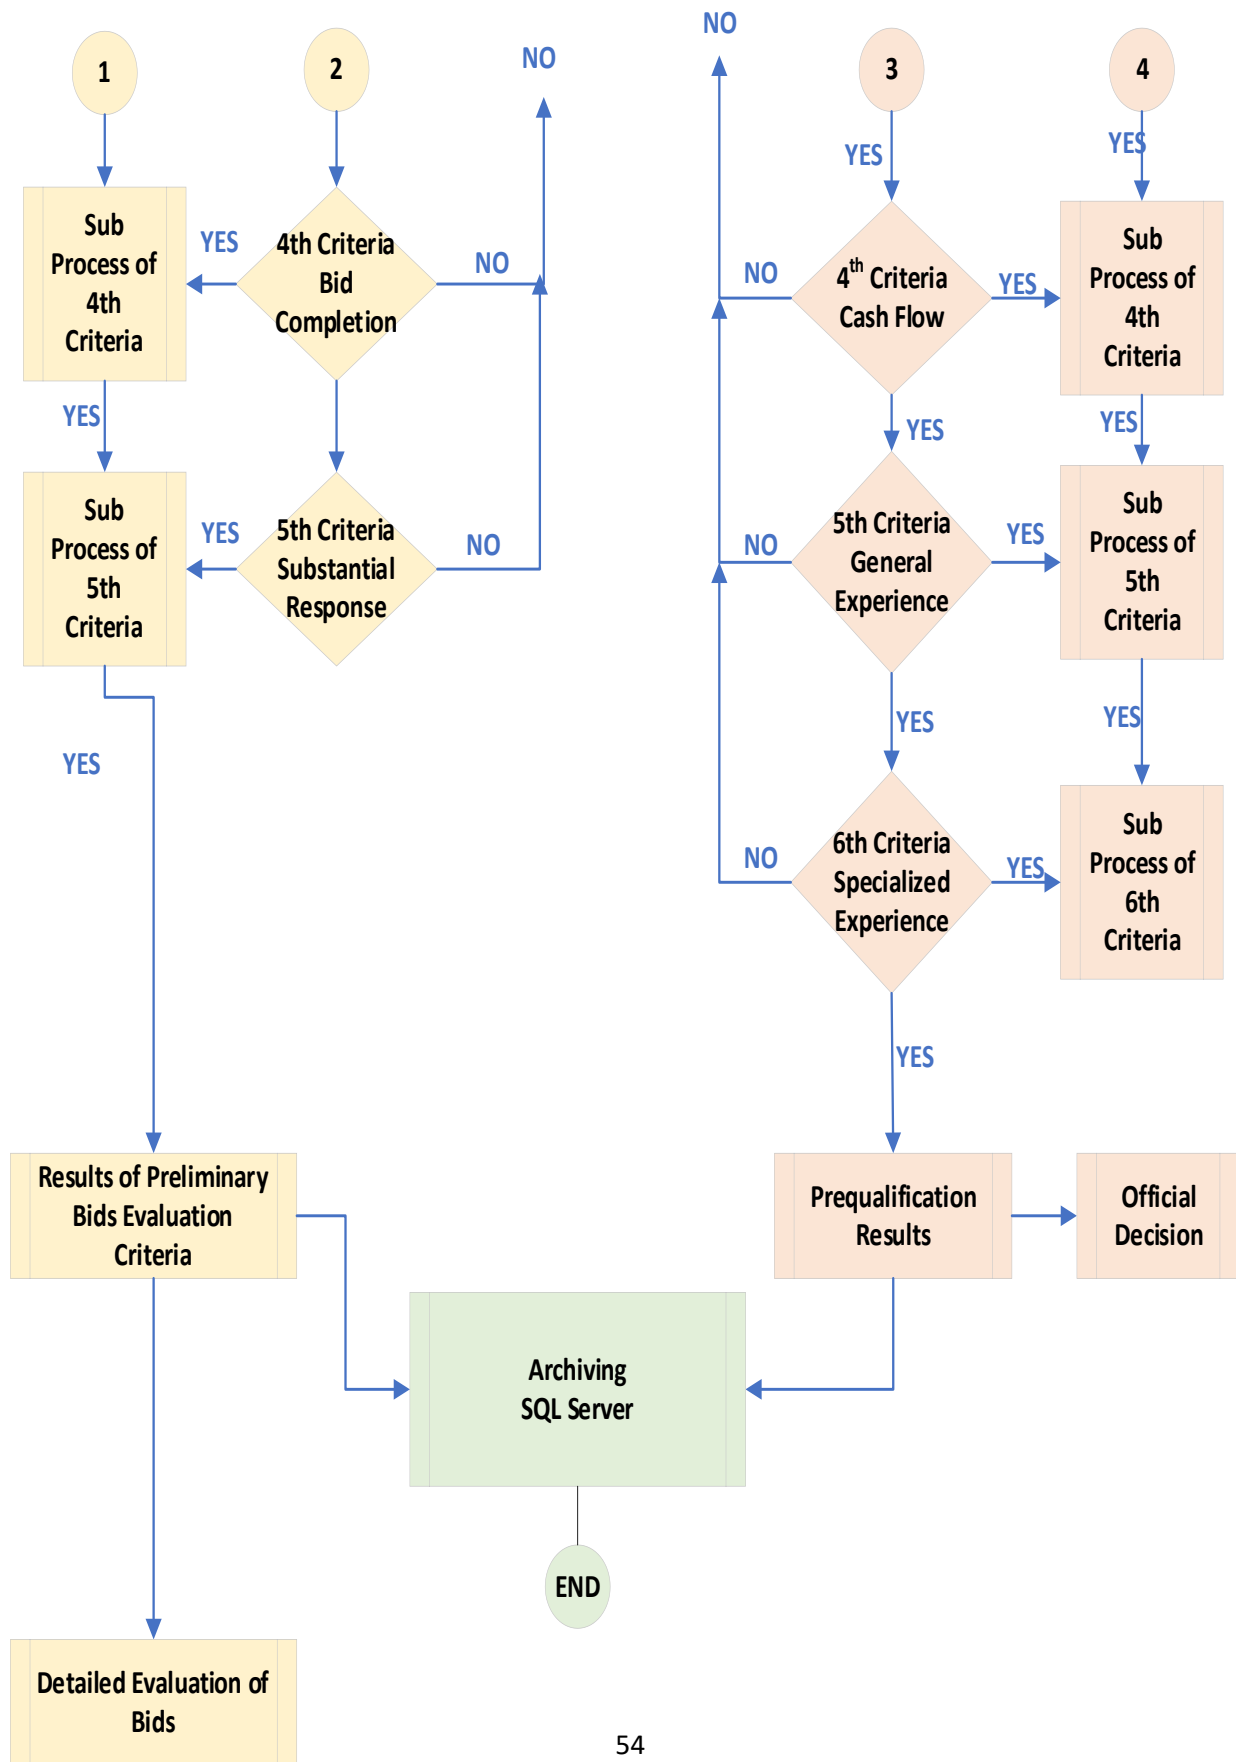 NO
NO
1
2
3
4
YES
YES
Sub
Process of
4th
Criteria
YES
4th Criteria
Bid
Completion
NO
NO
4th Criteria
Cash Flow
YES
Sub
Process of
4th
Criteria
YES
YES
YES
Sub
Process of
5th
Criteria
YES
5th Criteria
Substantial
Response
NO
NO
5th Criteria
General
Experience
YES
Sub
Process of
5th
Criteria
YES
YES
YES
NO
6th Criteria
Specialized
Experience
YES
Sub
Process of
6th
Criteria
YES
Results of Preliminary
Bids Evaluation
Criteria
Prequalification
Results
Official
Decision
Archiving
SQL Server
END
Detailed Evaluation of
Bids
54